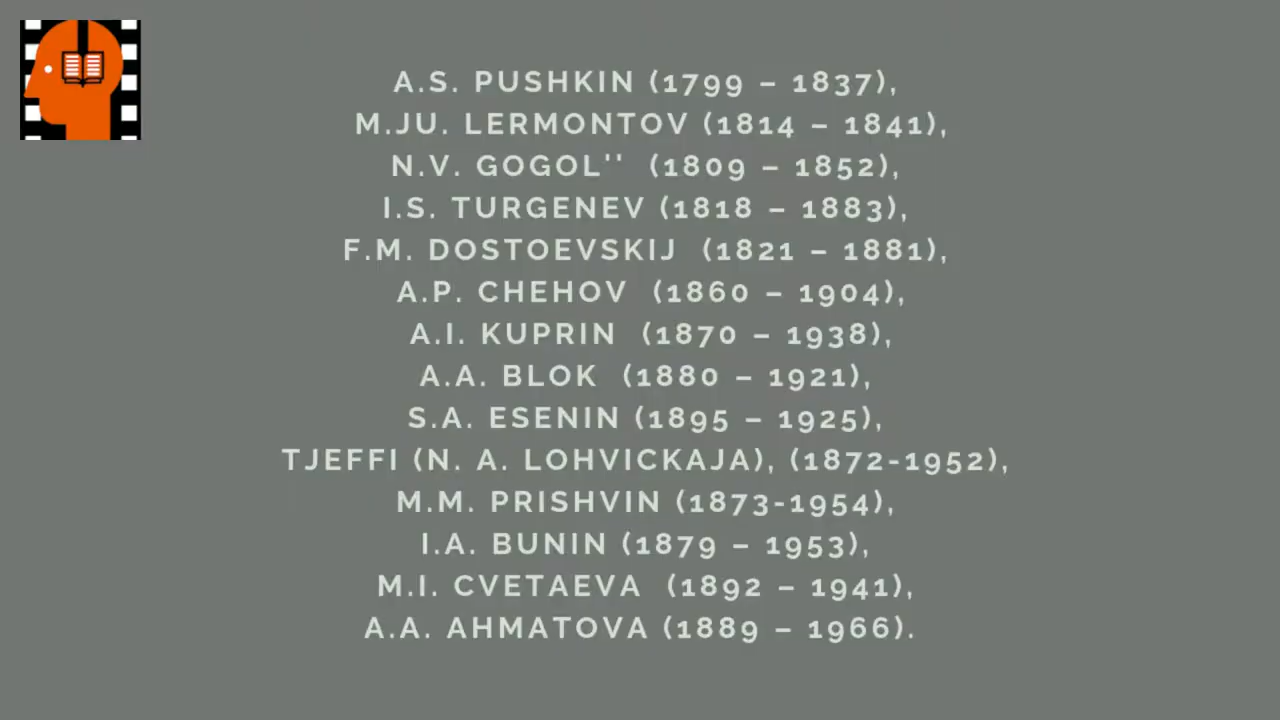 A.S. PUSHKIN (1799 – 1837),
M.JU. LERMONTOV (1814 – 1841),
N.V. GOGOL'' (1809 – 1852),
I.S. TURGENEV (1818 – 1883),
F.M. DOSTOEVSKIJ (1821 – 1881),
A.P. CHEHOV (1860 – 1904),
A.I. KUPRIN (1870 – 1938),
A.A. BLOK (1880 – 1921),
S.A. ESENIN (1895 – 1925),
TJEFFI (N. A. LOHVICKAJA), (1872-1952),
M.M. PRISHVIN (1873-1954),
I.A. BUNIN (1879 – 1953),
M.I. CVETAEVA (1892 – 1941),
A.A. AHMATOVA (1889 – 1966).